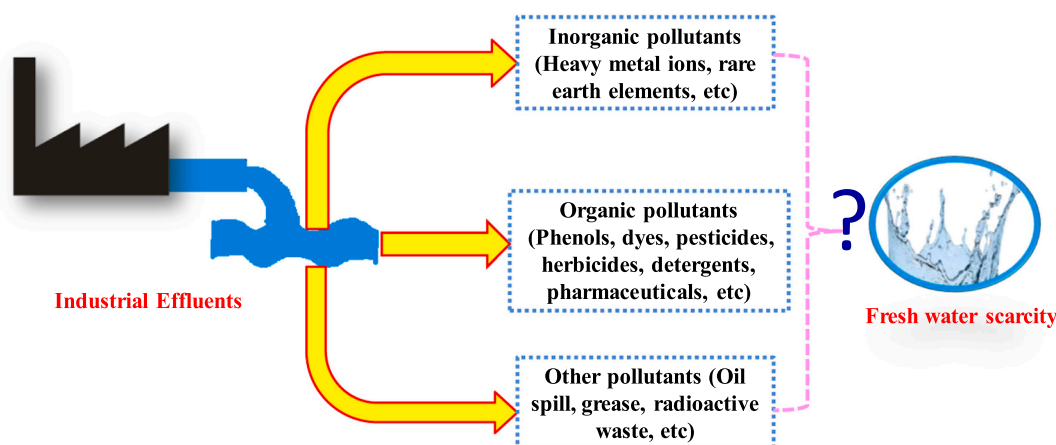 Inorganic pollutants
(Heavy metal ions, rare
earth elements, etc)
Organic pollutants
(Phenols, dyes, pesticides,
herbicides, detergents,
pharmaceuticals, etc)
?
Industrial Effluents
Fresh water scarcity
Other pollutants (Oil
spill, grease, radioactive
waste, etc)